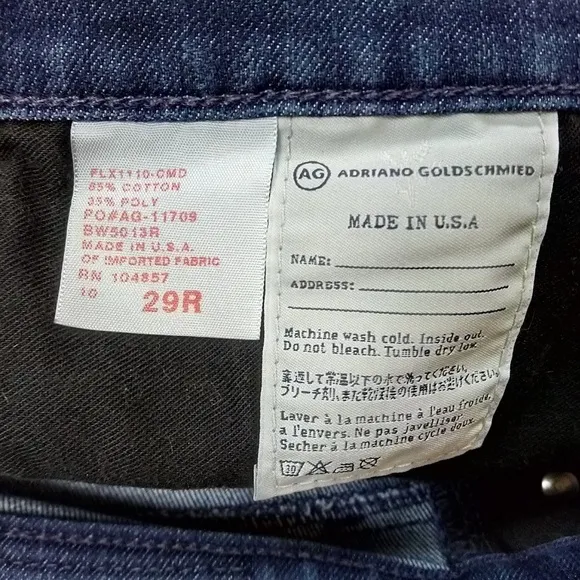 FLX1110-CMD
65% COTTON
35% POLY
PO#AG-11709
BW5013R
MADE IN U.S.A.
OF IMPORTED FABRIC
RN 104857
10
29R
AG ADRIANO GOLDSCHMIED
MADE IN U.S.A
NAME:
ADDRESS:
Machine wash cold. Inside out.
Do not bleach. Tumble dry low.
裏返して常温以下の水で洗ってください。
ブリーチ剤、また乾燥後の使用はお避けください。
Laver à la machine à l'eau froide,
a l'envers. Ne pas javelliser
Secher à la machine cycle doux.
30